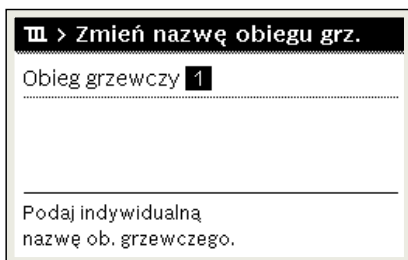 > Zmień nazwę obiegu grz.
Obieg grzewczy 1
Podaj indywidualną
nazwę ob. grzewczego.